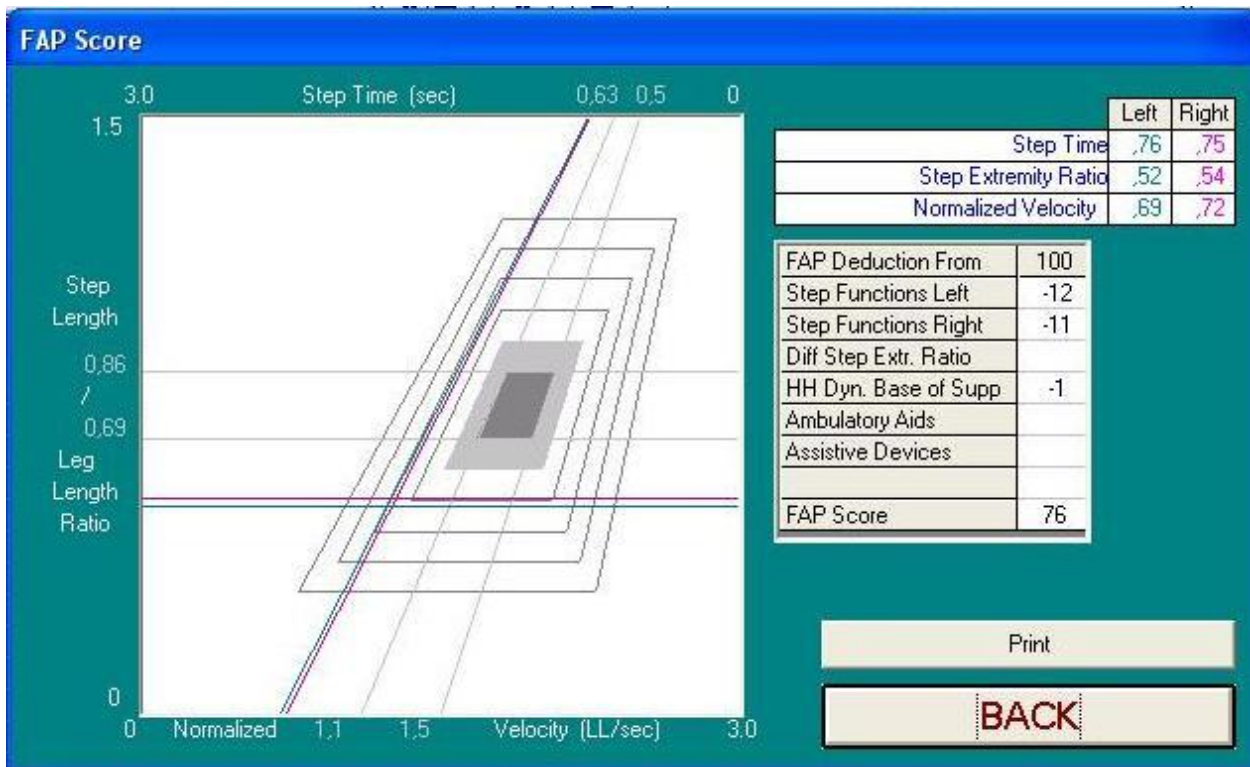 FAP Score
3.0 Step Time (sec) 0,63 0,5 0
1.5
Step
Length
0,86
/
0,69
Leg
Length
Ratio
0
0 Normalized 1,1 1,5 Velocity (LL/sec) 3.0
Left Right
Step Time ,76 ,75
Step Extremity Ratio ,52 ,54
Normalized Velocity ,69 ,72
FAP Deduction From 100
Step Functions Left -12
Step Functions Right -11
Diff Step Extr. Ratio
HH Dyn. Base of Supp -1
Ambulatory Aids
Assistive Devices
FAP Score 76
Print
BACK